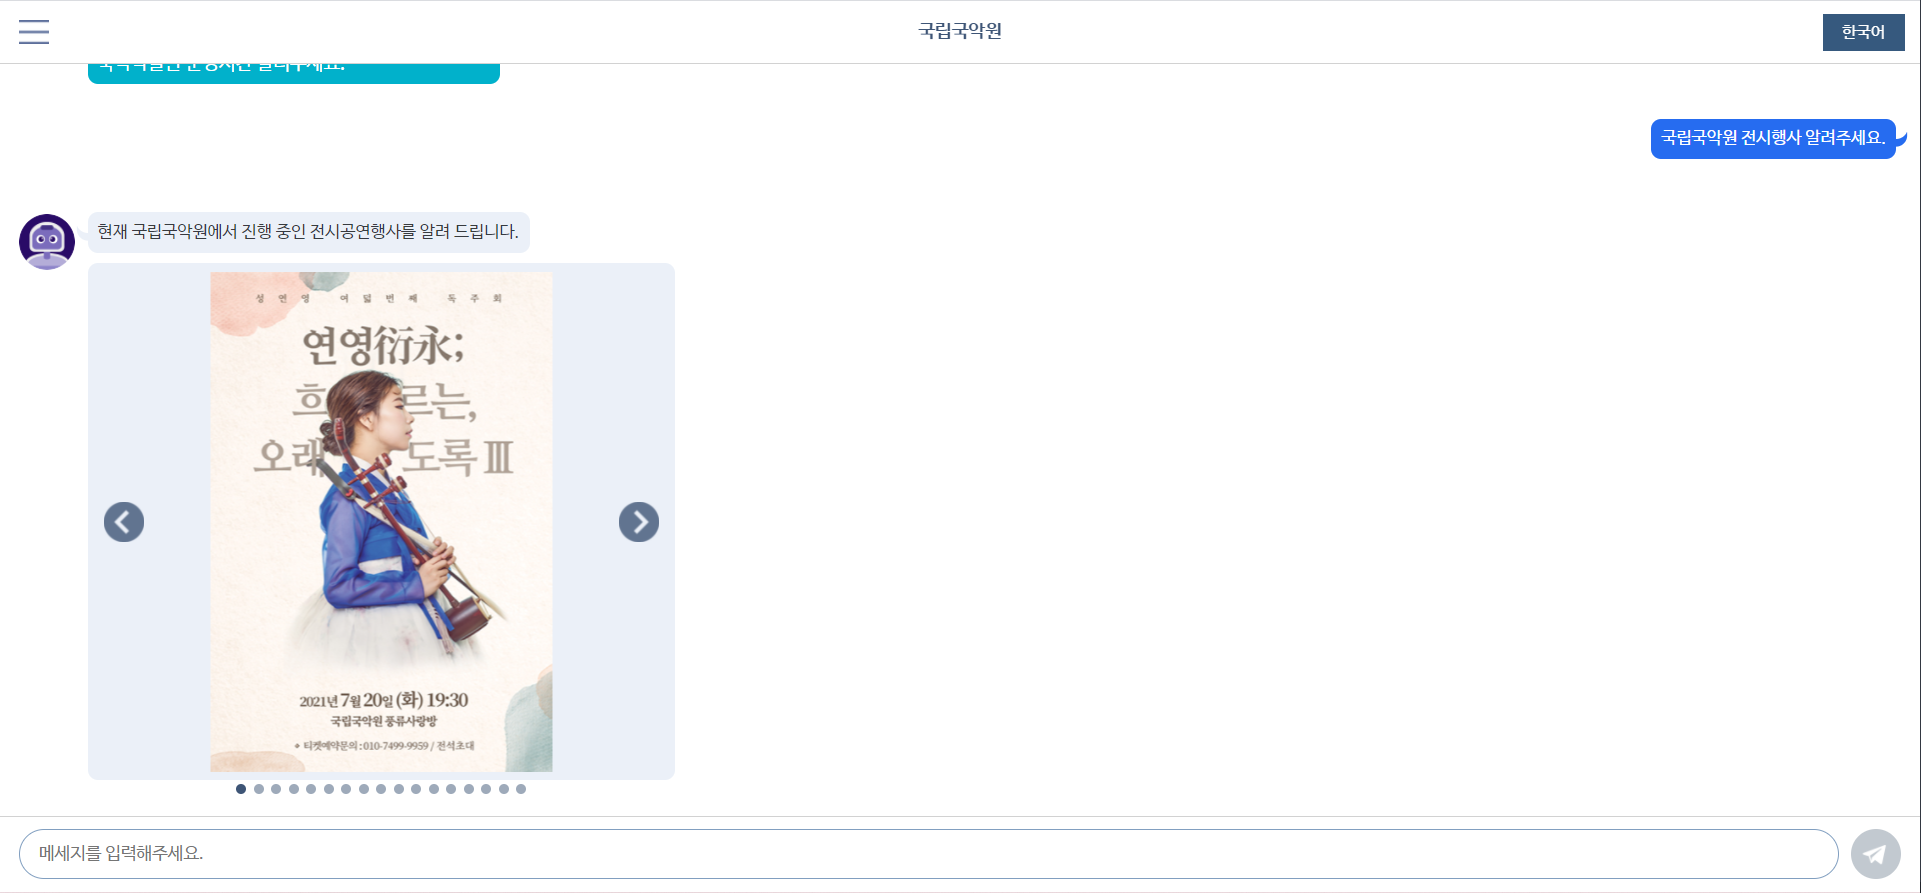 국립국악원
한국어
국립국악원 전시행사 알려주세요.
현재 국립국악원에서 진행 중인 전시공연행사를 알려 드립니다.
성연영 여덟번째 독주회
연영衍永;
흐르는,
오래도록 Ⅲ
2021년 7월 20일 (화) 19:30
국립국악원 풍류사랑방
티켓예약문의 : 010-7499-9959 / 전석초대
메세지를 입력해주세요.